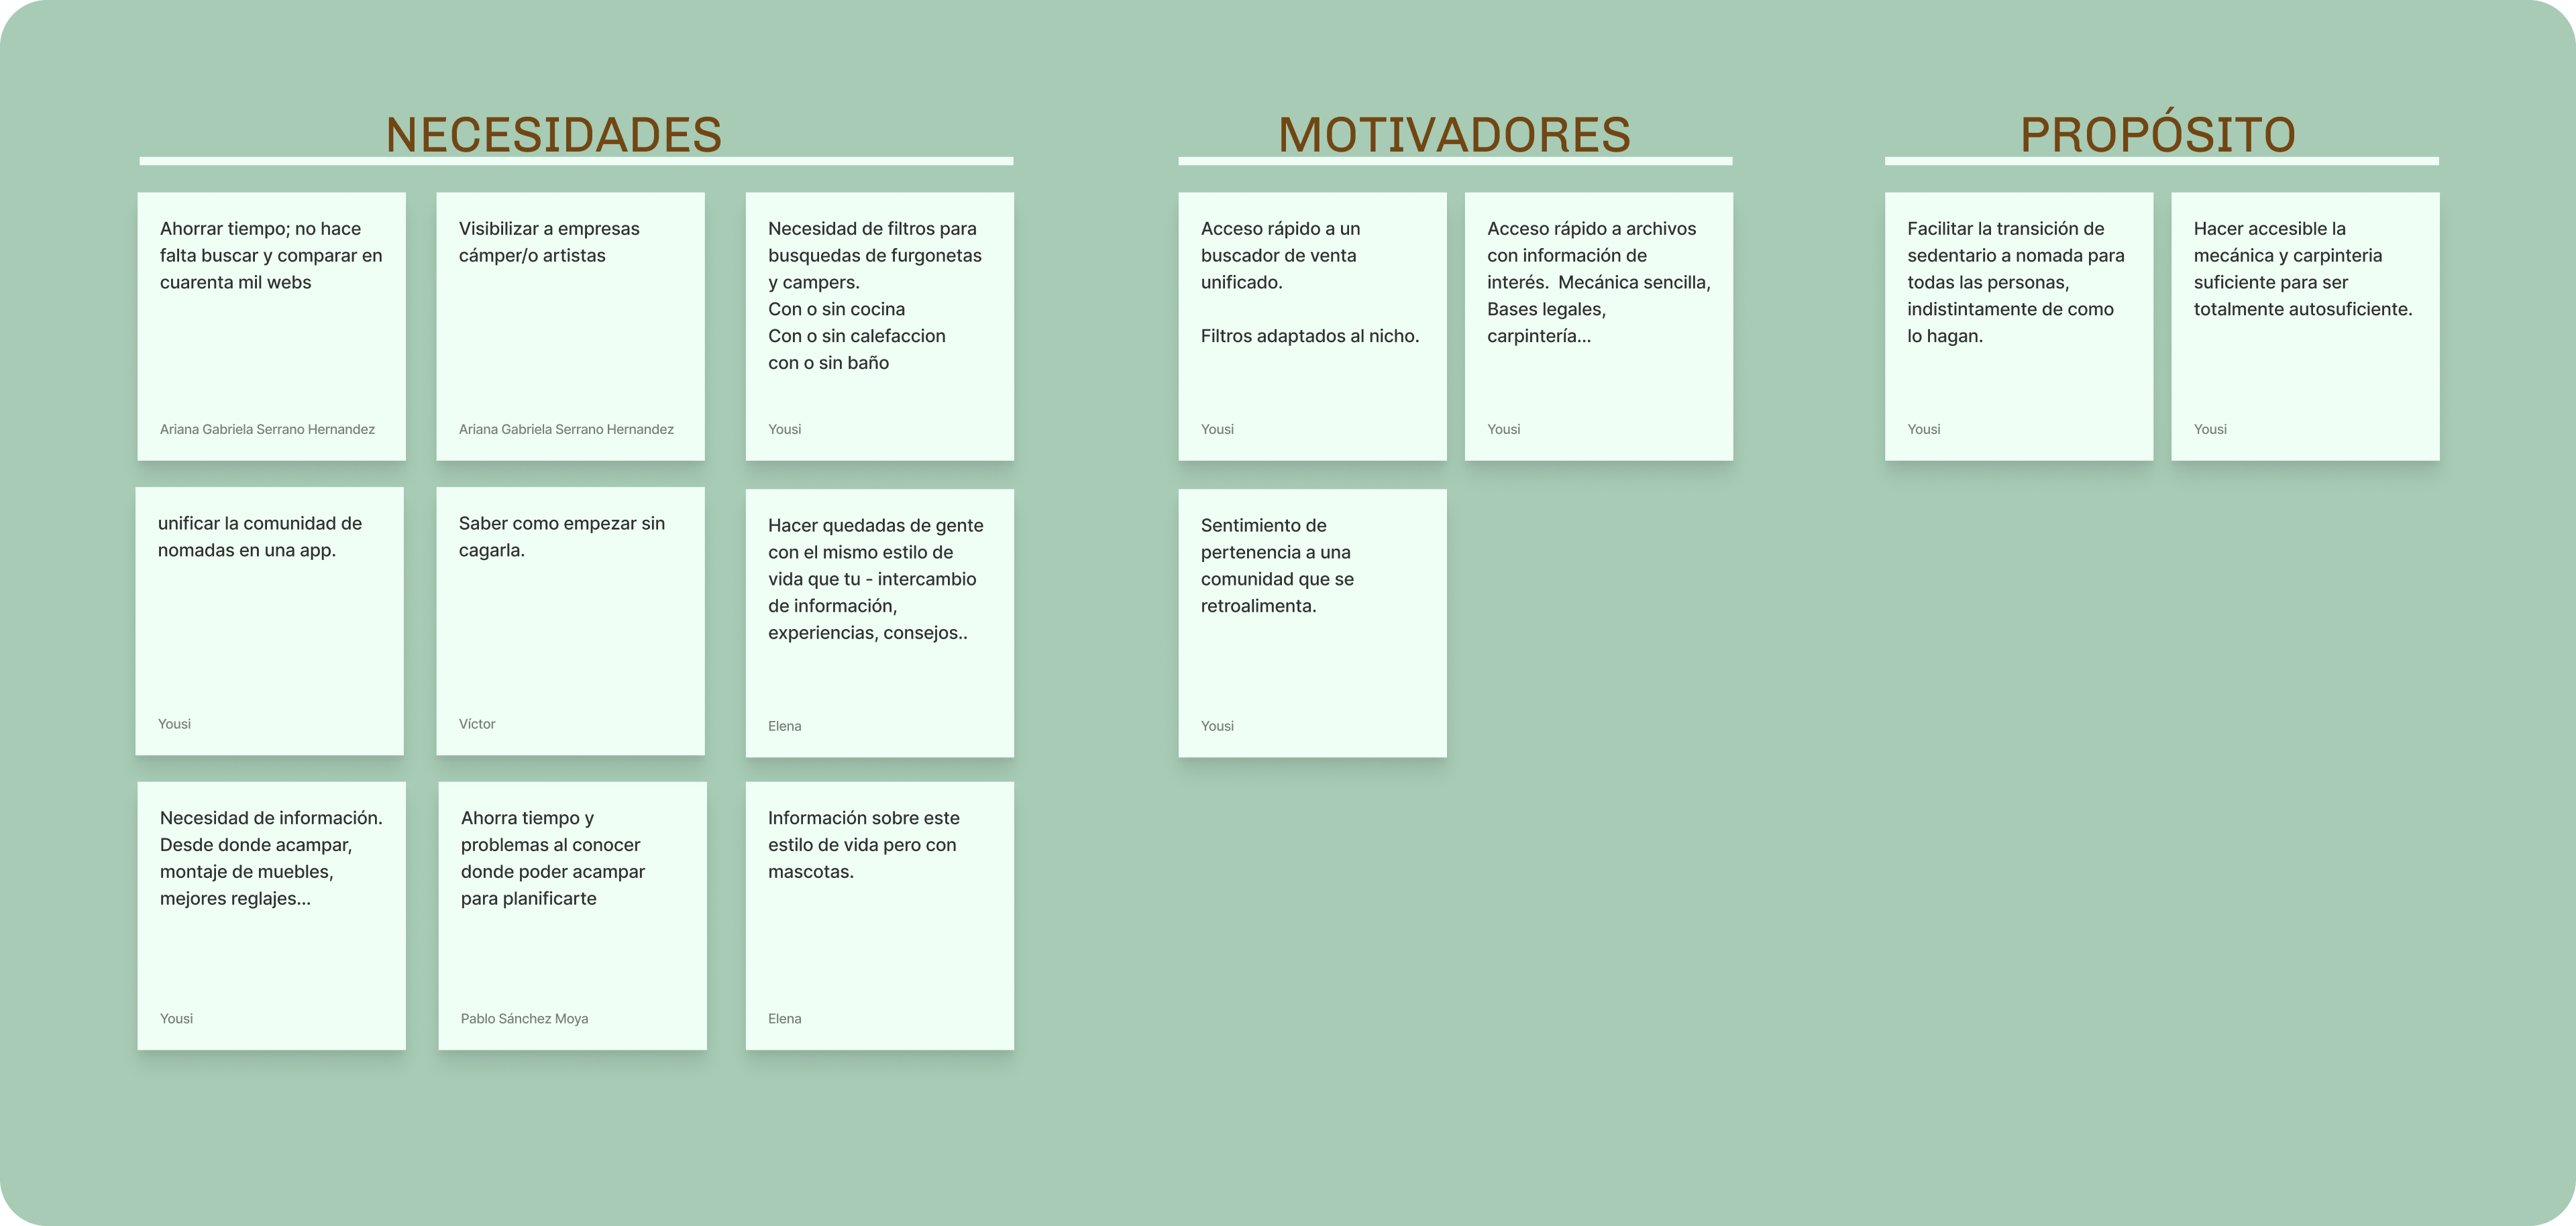 NECESIDADES
Ahorrar tiempo; no hace
falta buscar y comparar en
cuarenta mil webs
Ariana Gabriela Serrano Hernandez
Visibilizar a empresas
cámper/o artistas
Ariana Gabriela Serrano Hernandez
Necesidad de filtros para
busquedas de furgonetas
y campers.
Con o sin cocina
Con o sin calefaccion
con o sin baño
Yousi
unificar la comunidad de
nomadas en una app.
Yousi
Saber como empezar sin
cagarla.
Víctor
Hacer quedadas de gente
con el mismo estilo de
vida que tu - intercambio
de información,
experiencias, consejos..
Elena
Necesidad de información.
Desde donde acampar,
montaje de muebles,
mejores reglajes...
Yousi
Ahorra tiempo y
problemas al conocer
donde poder acampar
para planificarte
Pablo Sánchez Moya
Información sobre este
estilo de vida pero con
mascotas.
Elena
MOTIVADORES
Acceso rápido a un
buscador de venta
unificado.
Filtros adaptados al nicho.
Yousi
Acceso rápido a archivos
con información de
interés.  Mecánica sencilla,
Bases legales,
carpintería...
Yousi
Sentimiento de
pertenencia a una
comunidad que se
retroalimenta.
Yousi
PROPÓSITO
Facilitar la transición de
sedentario a nomada para
todas las personas,
indistintamente de como
lo hagan.
Yousi
Hacer accesible la
mecánica y carpinteria
suficiente para ser
totalmente autosuficiente.
Yousi